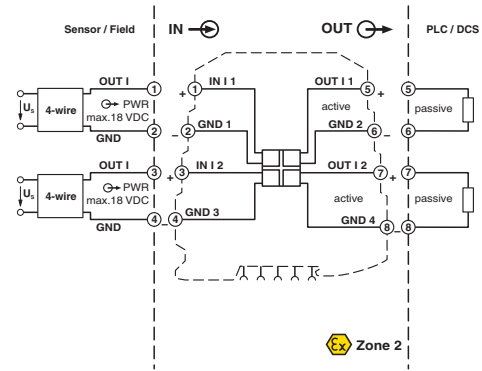 Sensor / Field IN OUT PLC / DCS
OUT I 1 1 IN I 1 OUT I 1 5 5
+ +
Us 4-wire PWR active passive
max.18 VDC
GND 2 – 2 GND 1 GND 2 6 – 6
OUT I 3 3 IN I 2 OUT I 2 7 7
+ +
Us 4-wire PWR active passive
max.18 VDC
GND 4 – 4 GND 3 GND 4 8 – 8
Ex Zone 2